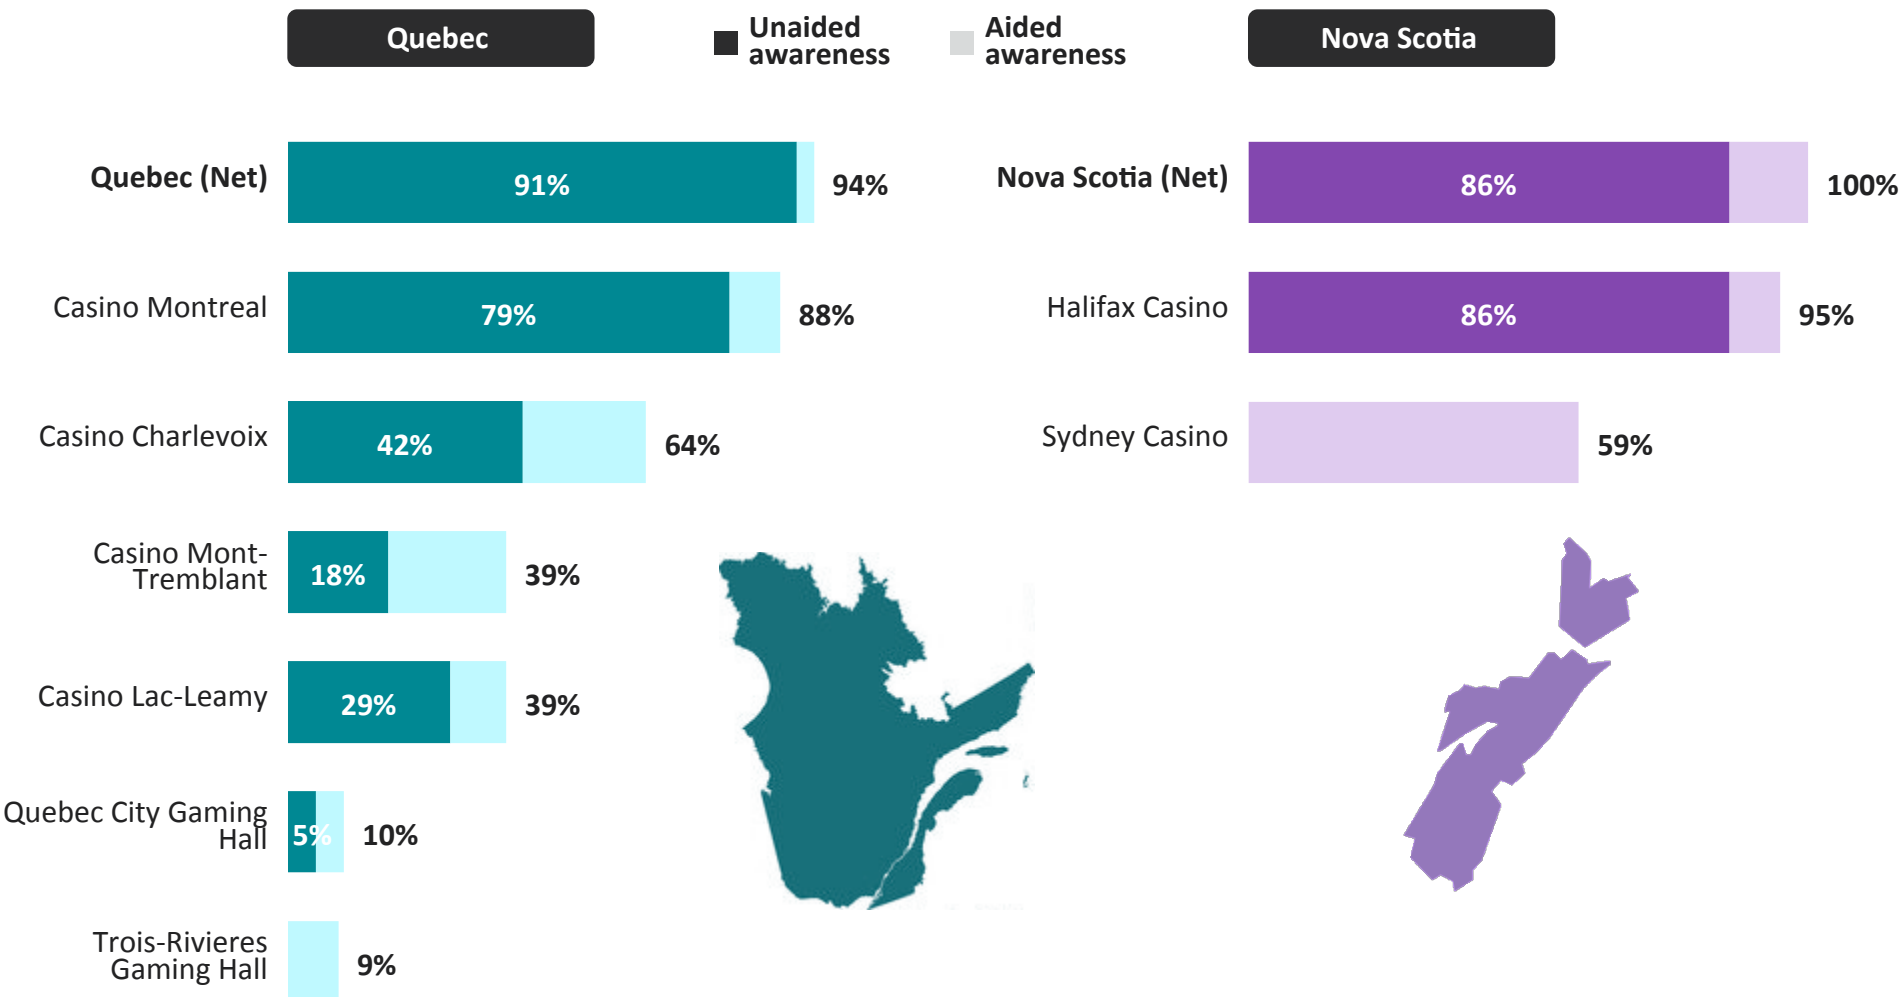 Quebec
Unaided
awareness
Aided
awareness
Nova Scotia
Quebec (Net)
91%
94%
Casino Montreal
79%
88%
Casino Charlevoix
42%
64%
Casino Mont-
Tremblant
18%
39%
Casino Lac-Leamy
29%
39%
Quebec City Gaming
Hall
5%
10%
Trois-Rivieres
Gaming Hall
9%
Nova Scotia (Net)
86%
100%
Halifax Casino
86%
95%
Sydney Casino
59%